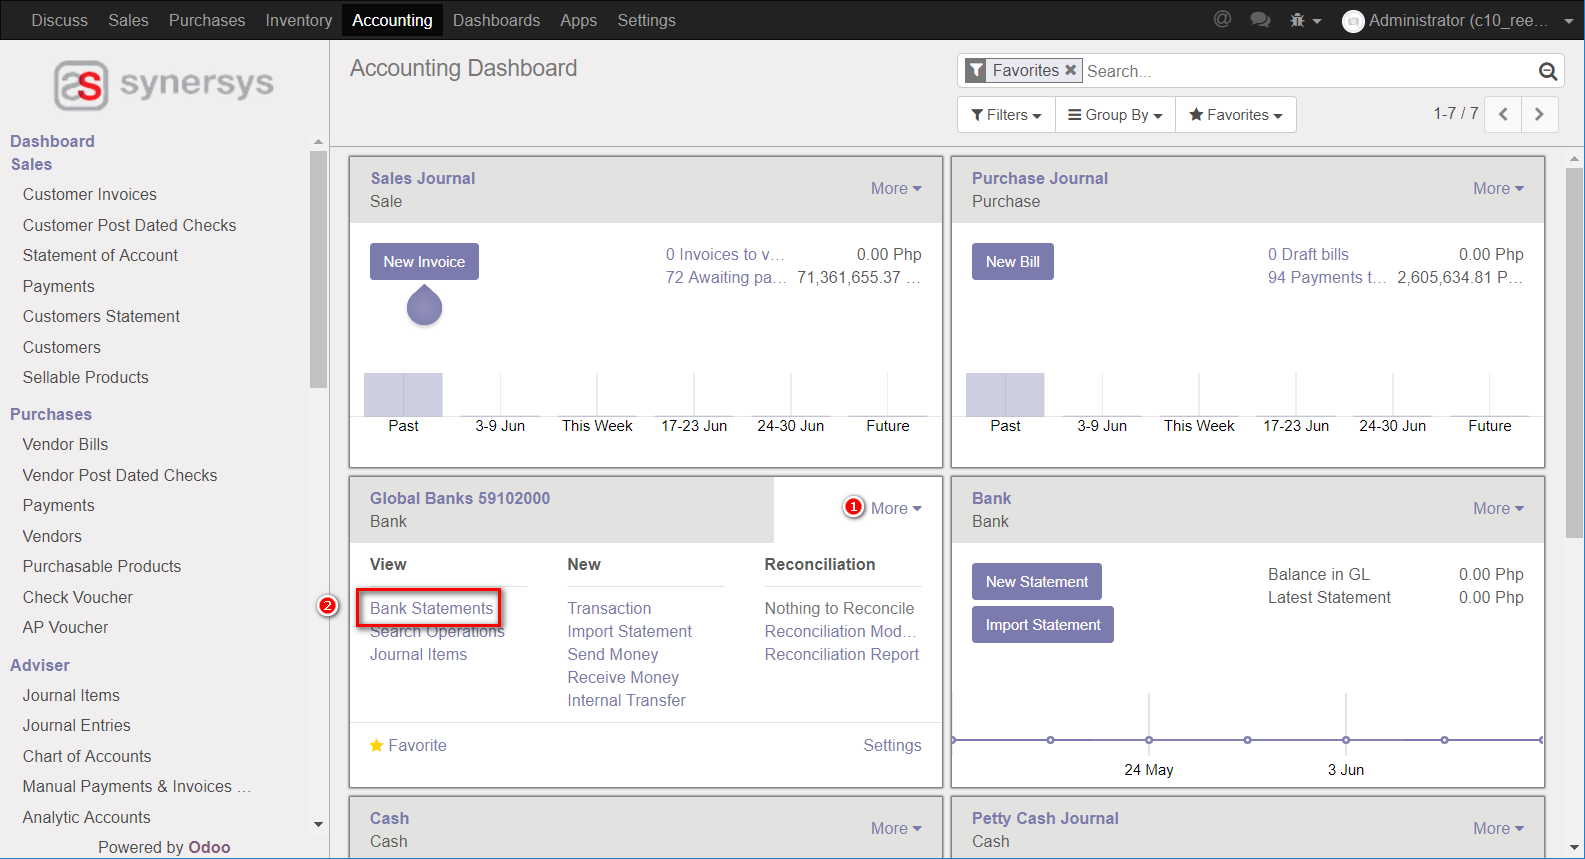 Discuss Sales Purchases Inventory Accounting Dashboards Apps Settings @ Administrator (c10_ree...
synersys
Accounting Dashboard
Favorites ✖ Search...
Filters Group By Favorites 1-7 / 7
Dashboard
Sales
Customer Invoices
Customer Post Dated Checks
Statement of Account
Payments
Customers Statement
Customers
Sellable Products
Purchases
Vendor Bills
Vendor Post Dated Checks
Payments
Vendors
Purchasable Products
Check Voucher
AP Voucher
Adviser
Journal Items
Journal Entries
Chart of Accounts
Manual Payments & Invoices ...
Analytic Accounts
Powered by Odoo
Sales Journal
Sale
More
New Invoice
0 Invoices to v... 0.00 Php
72 Awaiting pa... 71,361,655.37 ...
Past 3-9 Jun This Week 17-23 Jun 24-30 Jun Future
Purchase Journal
Purchase
More
New Bill
0 Draft bills 0.00 Php
94 Payments t... 2,605,634.81 P...
Past 3-9 Jun This Week 17-23 Jun 24-30 Jun Future
Global Banks 59102000
Bank
1 More
View
2 Bank Statements
Search Operations
Journal Items
New
Transaction
Import Statement
Send Money
Receive Money
Internal Transfer
Reconciliation
Nothing to Reconcile
Reconciliation Mod...
Reconciliation Report
Favorite Settings
Bank
Bank
More
New Statement
Import Statement
Balance in GL 0.00 Php
Latest Statement 0.00 Php
24 May 3 Jun
Cash
Cash
More
Petty Cash Journal
Cash
More